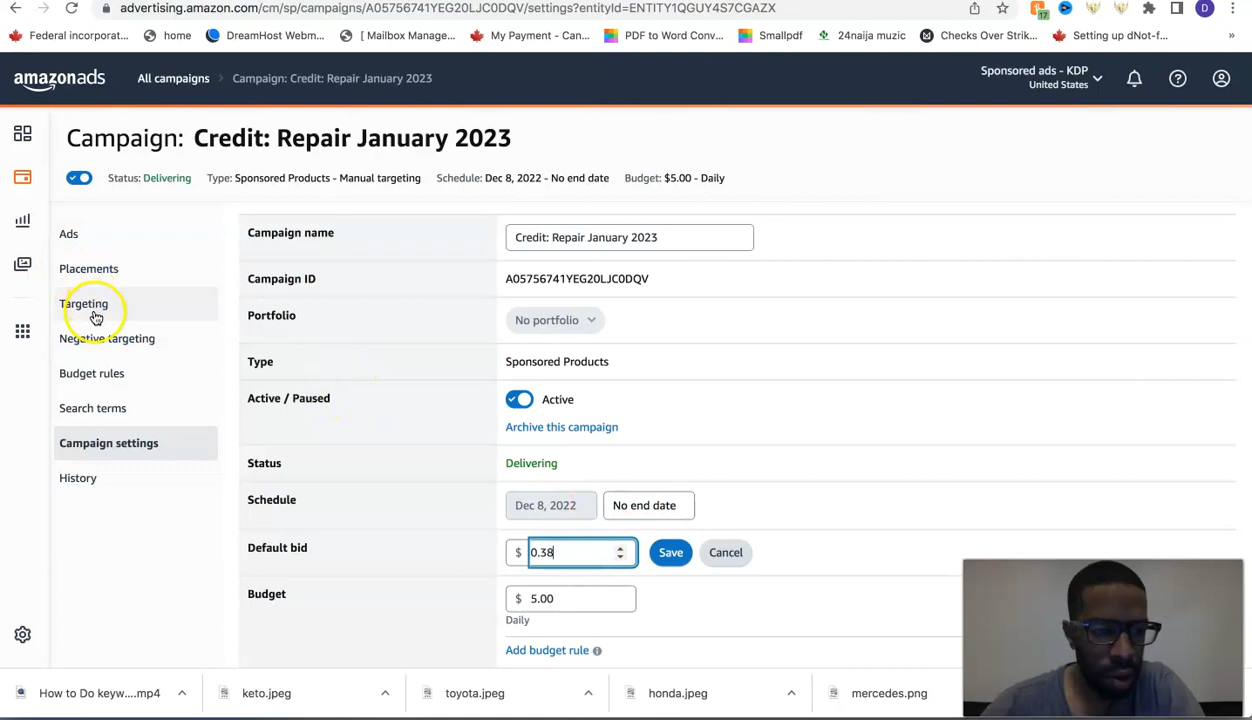 advertising.amazon.com/cm/sp/campaigns/A05756741YEG20LJC0DQV/settings?entityId=ENTITY1QGUY4S7CGAZX
17
D
Federal incorporat...
home
DreamHost Webm...
[ Mailbox Manage...
My Payment - Can...
PDF to Word Conv...
Smallpdf
24naija muzic
Checks Over Strik...
Setting up dNot-f...
»
amazonads
All campaigns
Campaign: Credit: Repair January 2023
Sponsored ads - KDP
United States
Campaign: Credit: Repair January 2023
Status: Delivering
Type: Sponsored Products - Manual targeting
Schedule: Dec 8, 2022 - No end date
Budget: $5.00 - Daily
Ads
Placements
Targeting
Negative targeting
Budget rules
Search terms
Campaign settings
History
Campaign name
Credit: Repair January 2023
Campaign ID
A05756741YEG20LJC0DQV
Portfolio
No portfolio
Type
Sponsored Products
Active / Paused
Active
Archive this campaign
Status
Delivering
Schedule
Dec 8, 2022
No end date
Default bid
$ 0.38
Save
Cancel
Budget
$ 5.00
Daily
Add budget rule
How to Do keyw....mp4
keto.jpeg
toyota.jpeg
honda.jpeg
mercedes.png